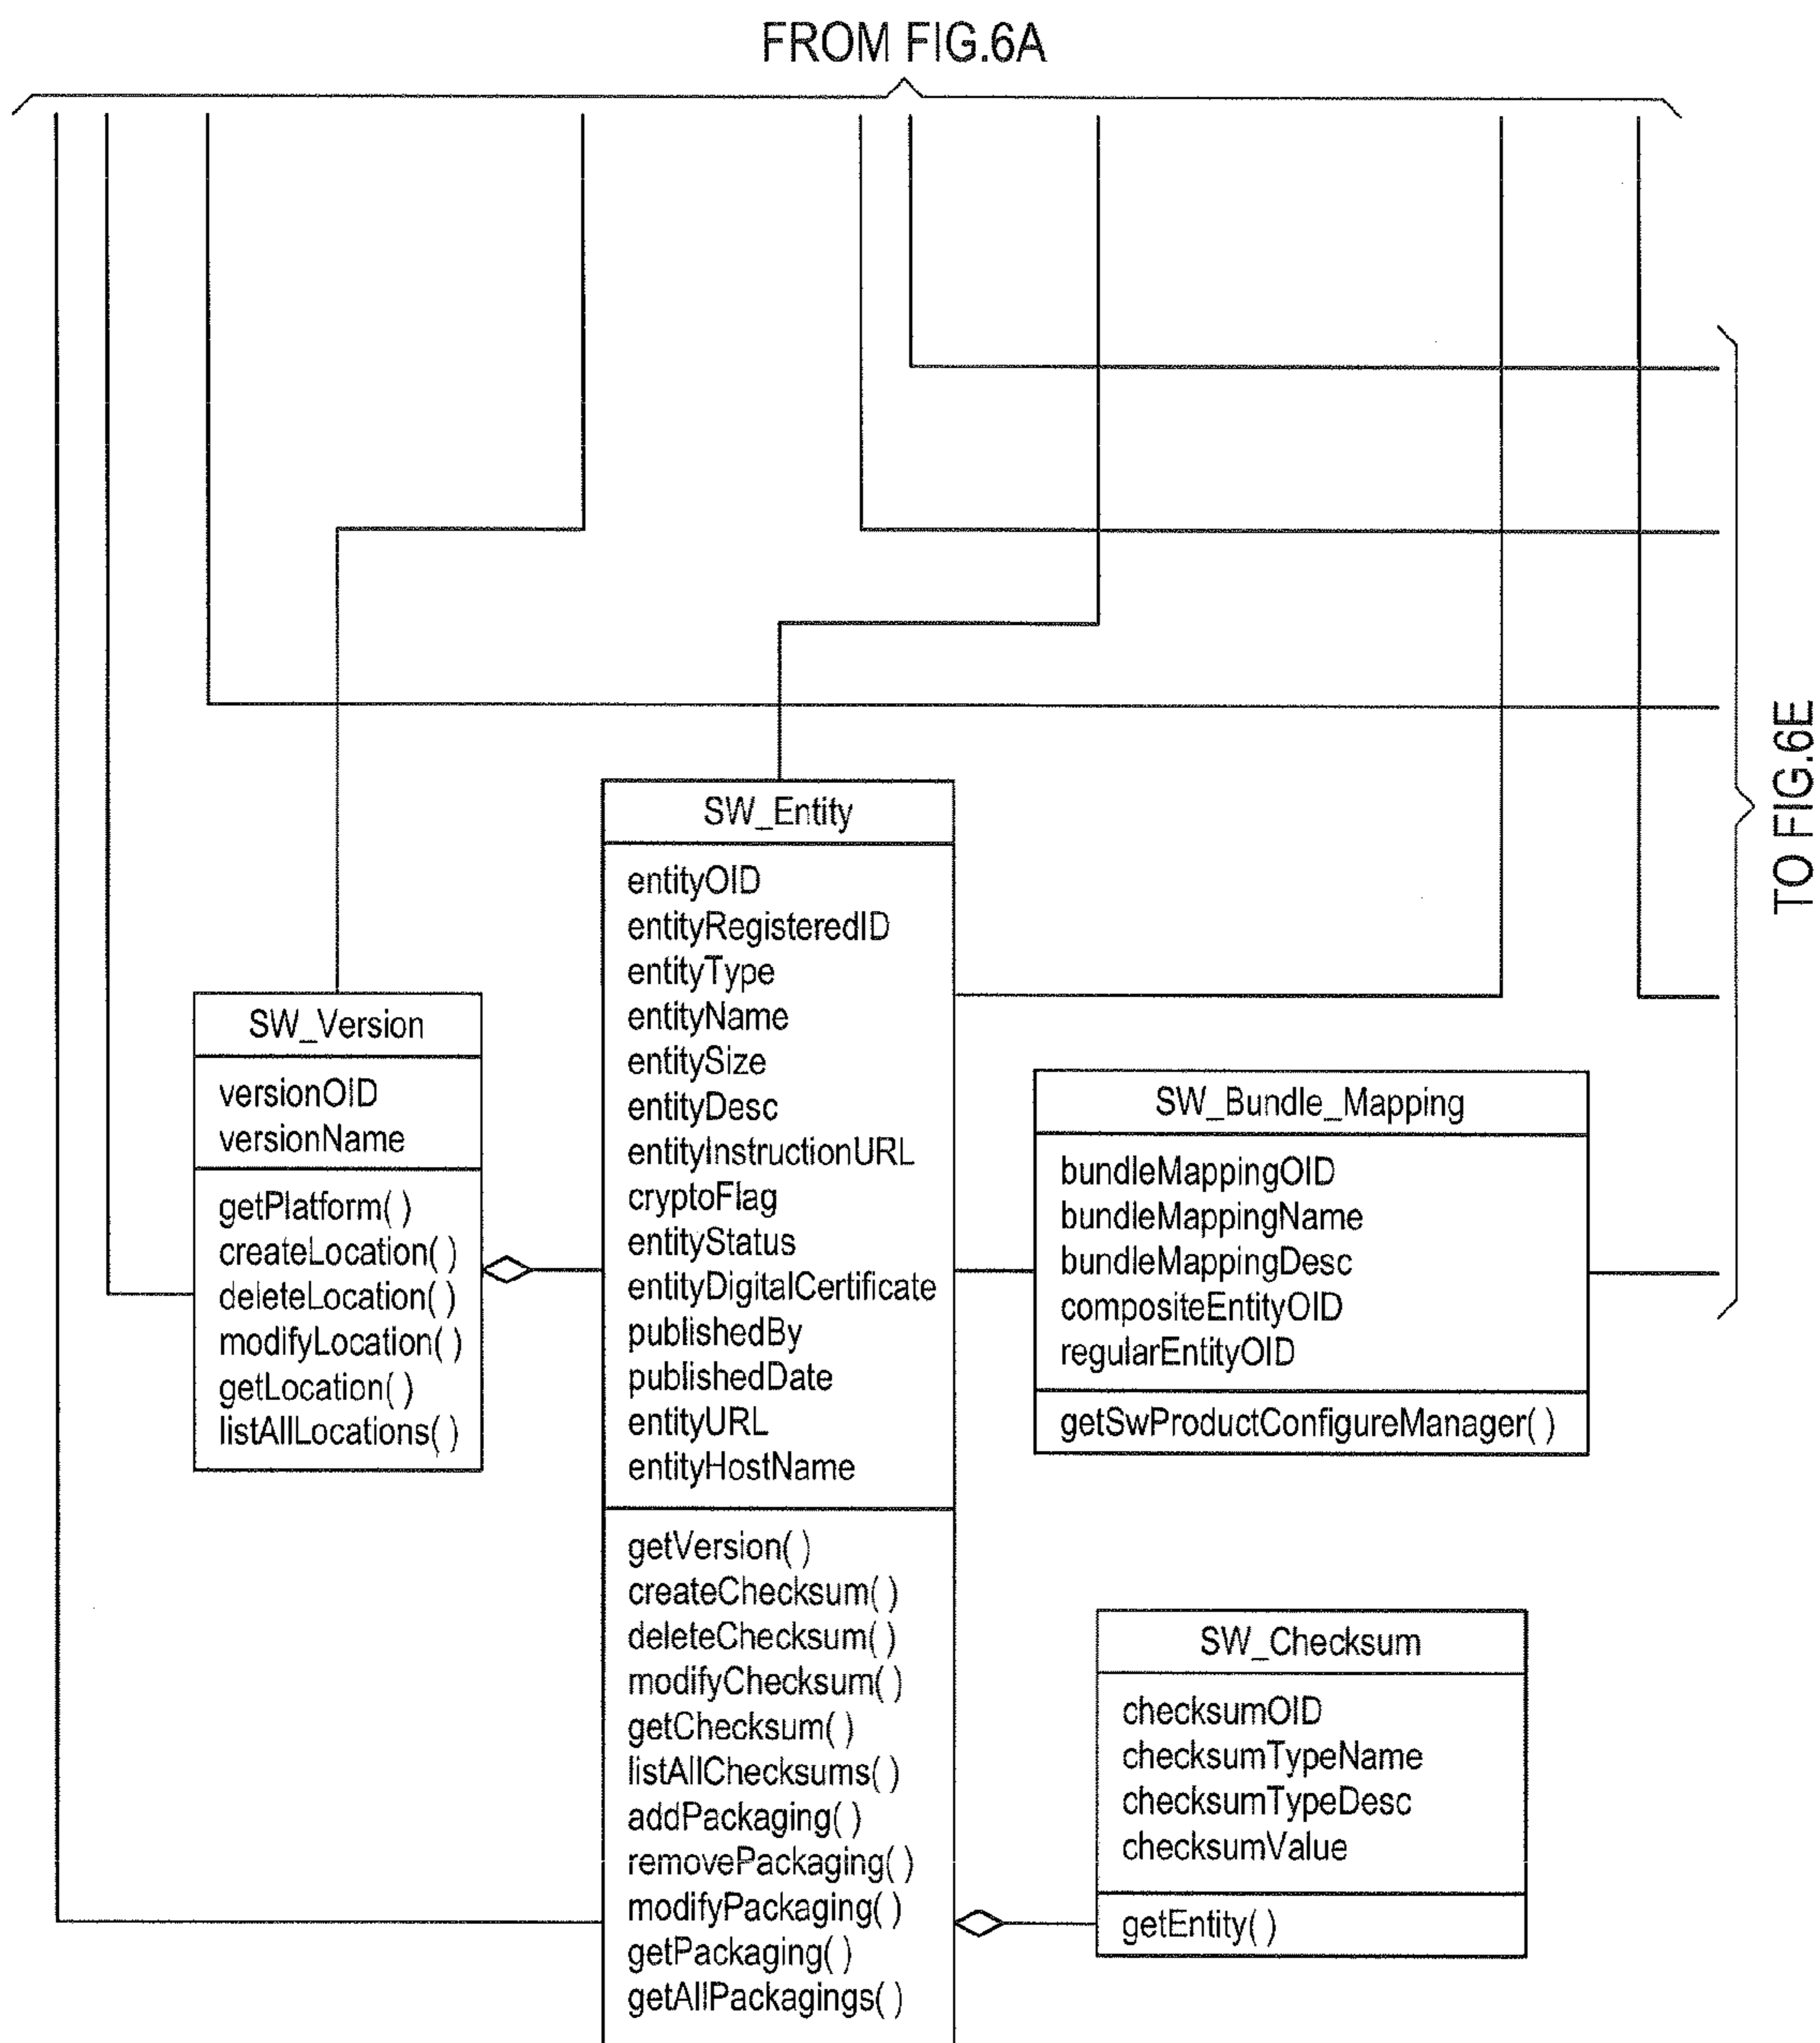 FROM FIG.6A
TO FIG.6E
SW_Entity
entityOID
entityRegisteredID
entityType
entityName
entitySize
entityDesc
entityInstructionURL
cryptoFlag
entityStatus
entityDigitalCertificate
publishedBy
publishedDate
entityURL
entityHostName
getVersion( )
createChecksum( )
deleteChecksum( )
modifyChecksum( )
getChecksum( )
listAllChecksums( )
addPackaging( )
removePackaging( )
modifyPackaging( )
getPackaging( )
getAllPackagings( )
SW_Version
versionOID
versionName
getPlatform( )
createLocation( )
deleteLocation( )
modifyLocation( )
getLocation( )
listAllLocations( )
SW_Bundle_Mapping
bundleMappingOID
bundleMappingName
bundleMappingDesc
compositeEntityOID
regularEntityOID
getSwProductConfigureManager( )
SW_Checksum
checksumOID
checksumTypeName
checksumTypeDesc
checksumValue
getEntity( )